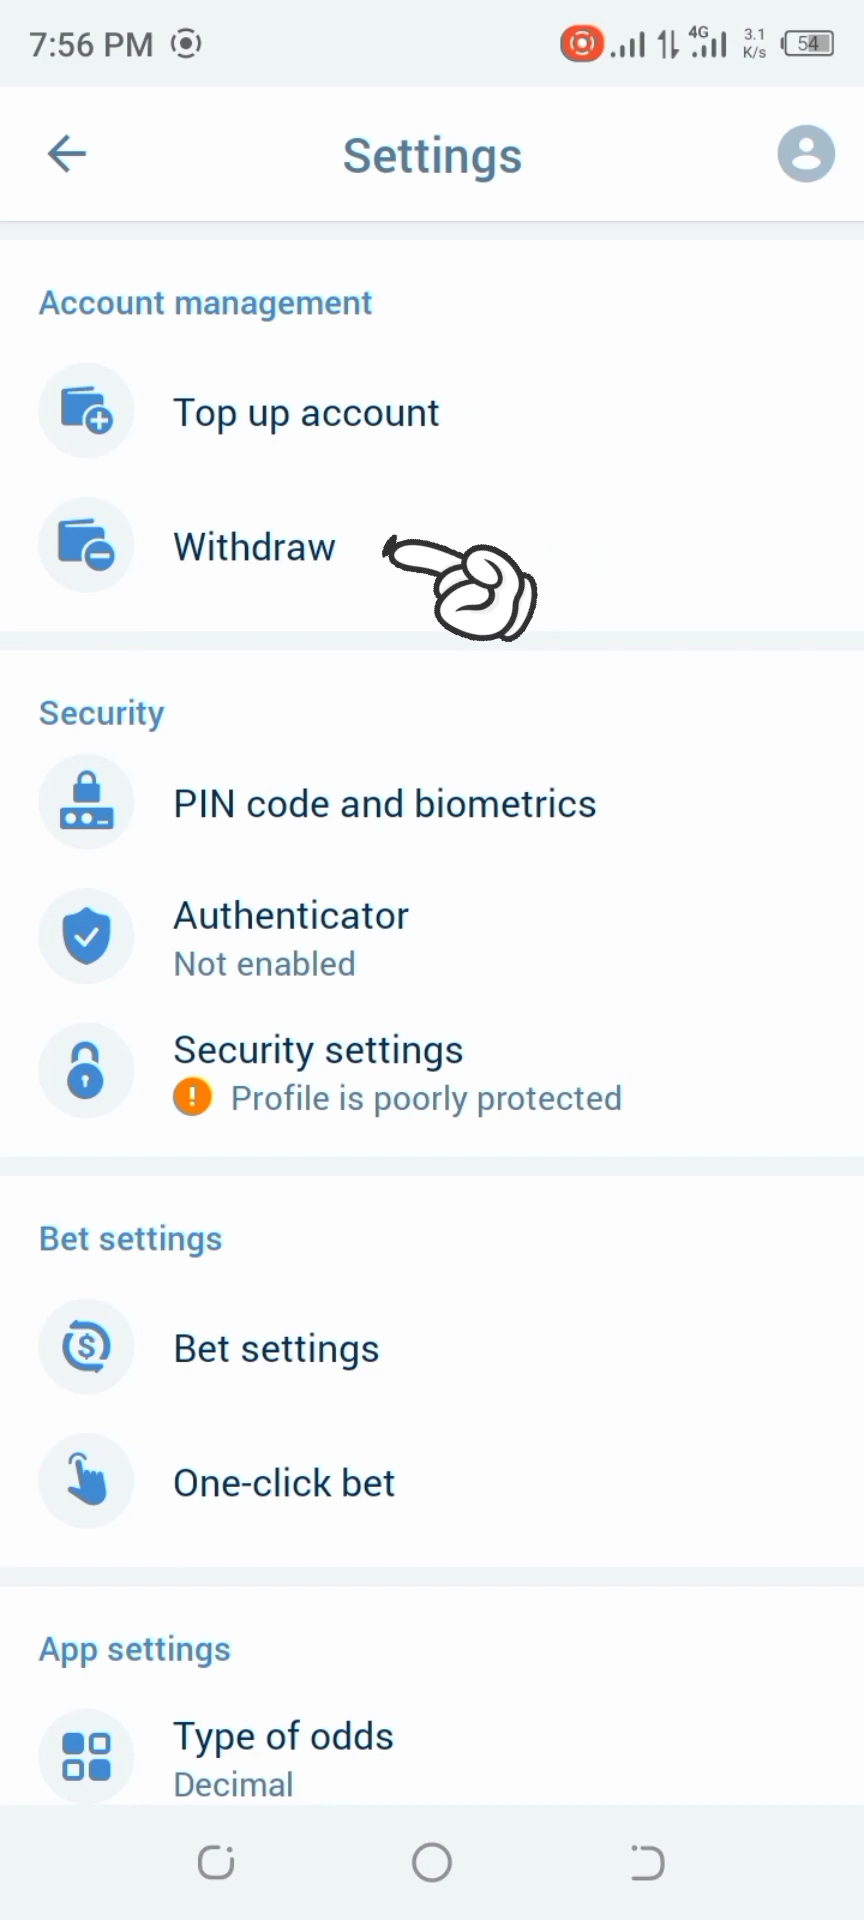 7:56 PM
4G
3.1
K/s
54
Settings
Account management
Top up account
Withdraw
Security
PIN code and biometrics
Authenticator
Not enabled
Security settings
Profile is poorly protected
Bet settings
Bet settings
One-click bet
App settings
Type of odds
Decimal